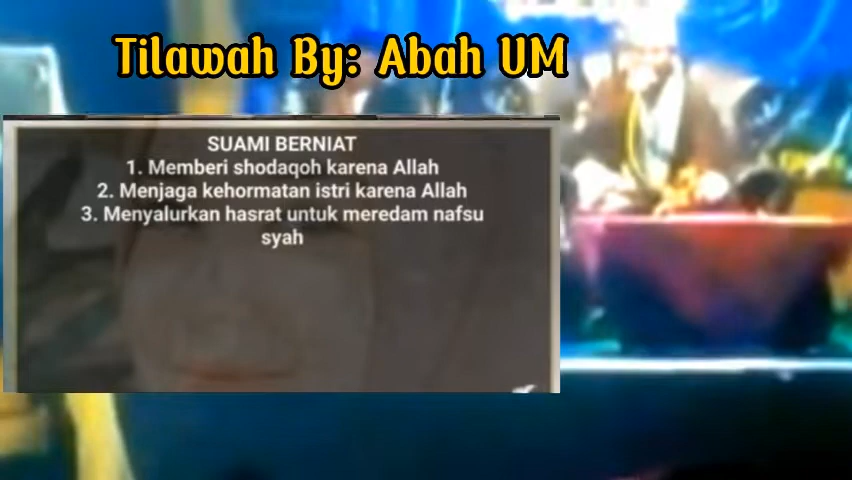 Tilawah By: Abah UM
SUAMI BERNIAT
1. Memberi shodaqoh karena Allah
2. Menjaga kehormatan istri karena Allah
3. Menyalurkan hasrat untuk meredam nafsu
syah